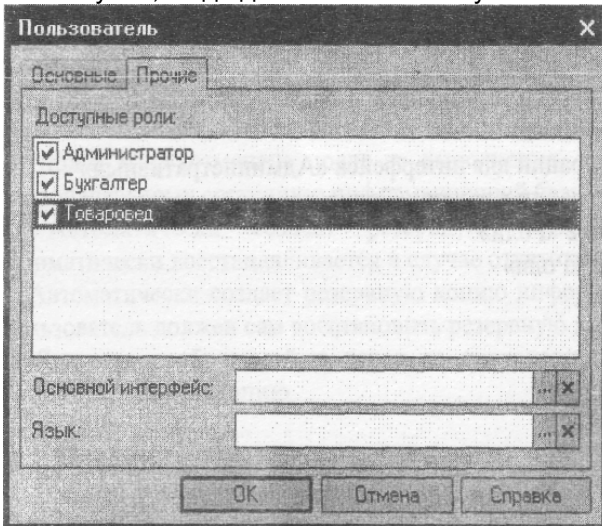 Пользователь
Основные Прочие
Доступные роли:
Администратор
Бухгалтер
Товаровед
Основной интерфейс:
Язык:
OK Отмена Справка